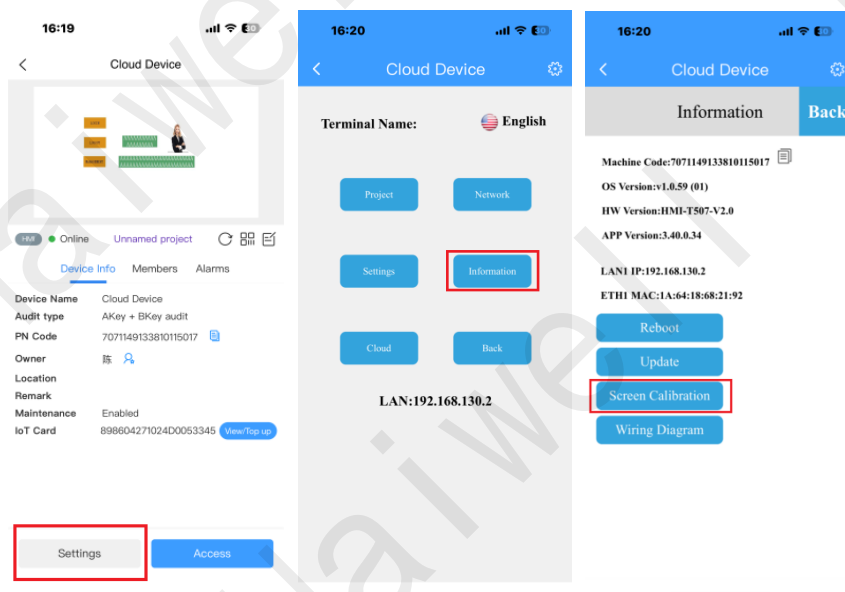 16:19
Cloud Device
HMI
Online
Unnamed project
Device Info
Members
Alarms
Device Name Cloud Device
Audit type AKey + BKey audit
PN Code 7071149133810115017
Owner 陈
Location
Remark
Maintenance Enabled
IoT Card 898604271024D0053345 View/Top up
Settings
Access
16:20
Cloud Device
Terminal Name:
English
Project
Network
Settings
Information
Cloud
Back
LAN:192.168.130.2
16:20
Cloud Device
Information
Back
Machine Code:7071149133810115017
OS Version:v1.0.59 (01)
HW Version:HMI-T507-V2.0
APP Version:3.40.0.34
LAN1 IP:192.168.130.2
ETH1 MAC:1A:64:18:68:21:92
Reboot
Update
Screen Calibration
Wiring Diagram